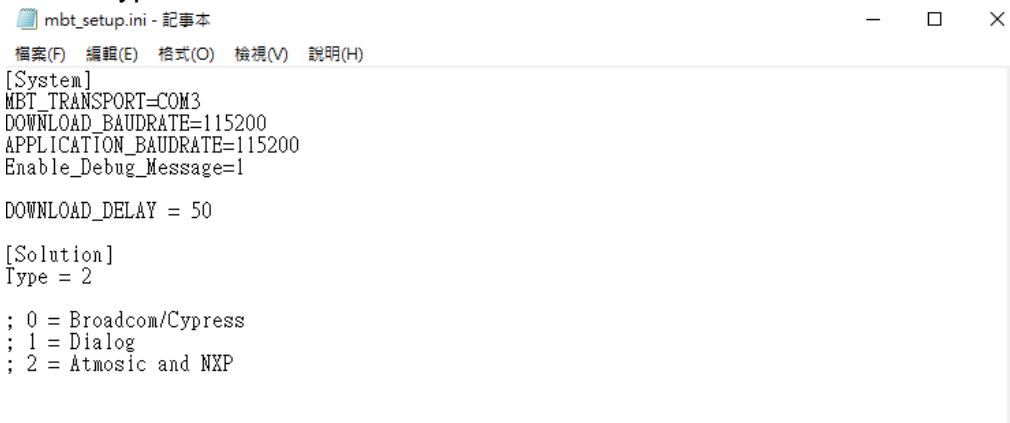 mbt_setup.ini - 記事本
檔案(F) 編輯(E) 格式(O) 檢視(V) 說明(H)
[System]
MBT_TRANSPORT=COM3
DOWNLOAD_BAUDRATE=115200
APPLICATION_BAUDRATE=115200
Enable_Debug_Message=1
DOWNLOAD_DELAY = 50
[Solution]
Type = 2
; 0 = Broadcom/Cypress
; 1 = Dialog
; 2 = Atmosic and NXP